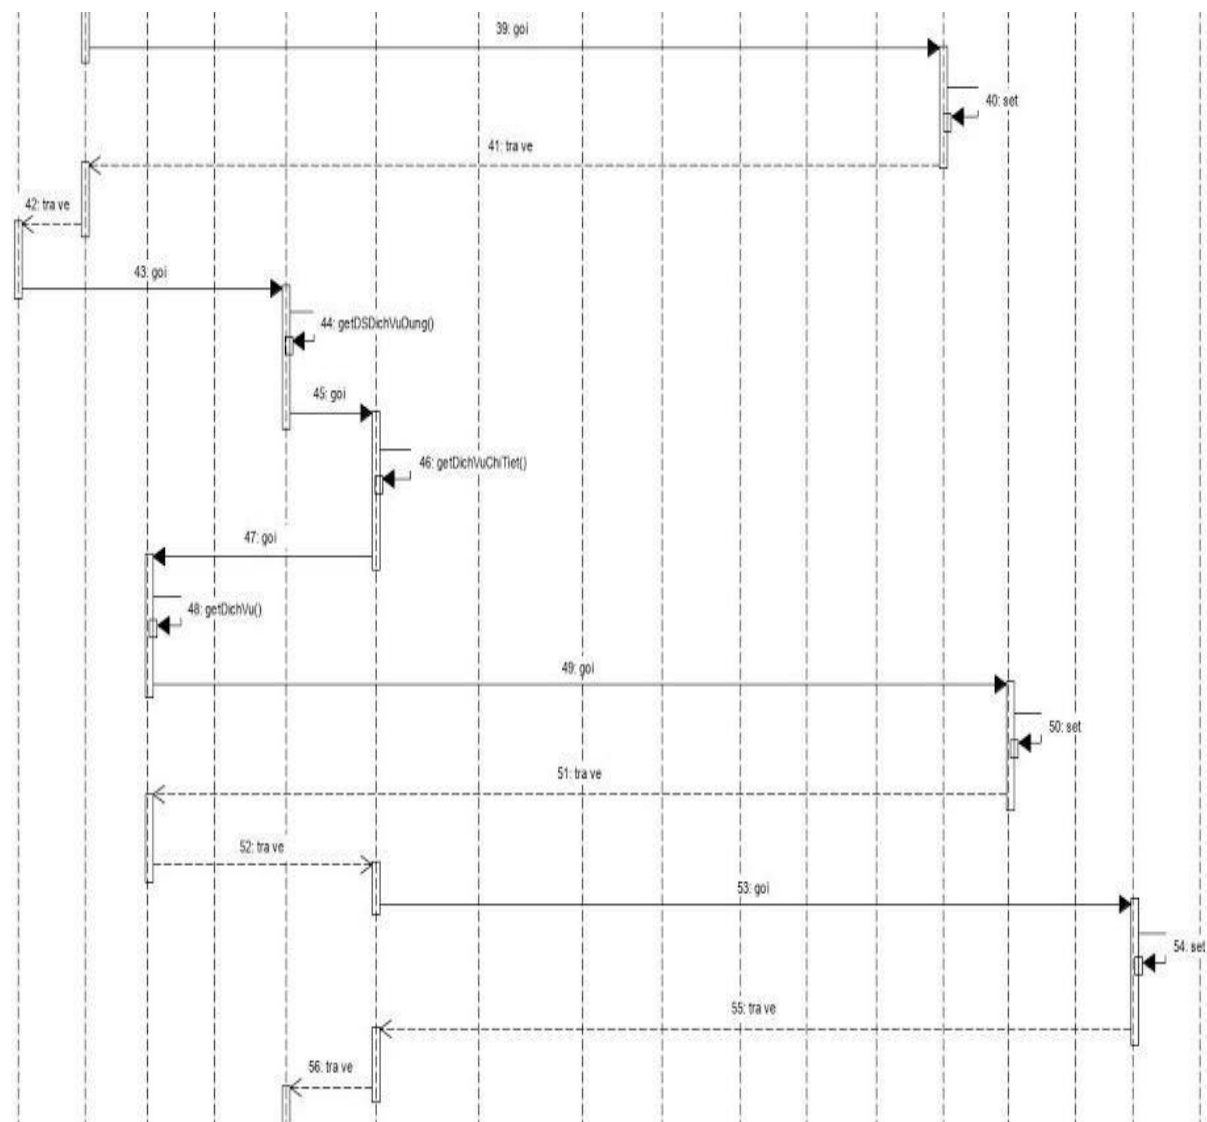 39: goi
40: set
41: tra ve
42: tra ve
43: goi
44: getDSDichVuDung()
45: goi
46: getDichVuChiTiet()
47: goi
48: getDichVu()
49: goi
50: set
51: tra ve
52: tra ve
53: goi
54: set
55: tra ve
56: tra ve